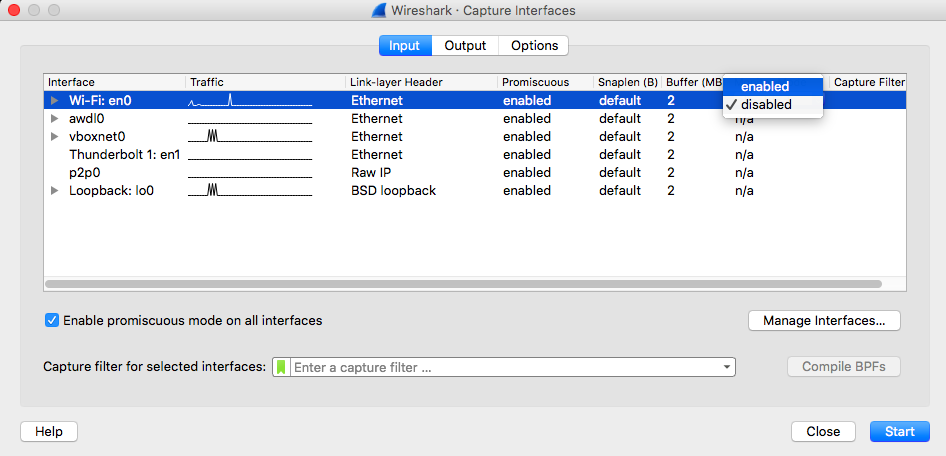 Wireshark · Capture Interfaces
Input Output Options
Interface Traffic Link-layer Header Promiscuous Snaplen (B) Buffer (MB Capture Filter
Wi-Fi: en0 Ethernet enabled default 2
enabled
disabled
awdl0 Ethernet enabled default 2
vboxnet0 Ethernet enabled default 2 n/a
Thunderbolt 1: en1 Ethernet enabled default 2 n/a
p2p0 Raw IP enabled default 2 n/a
Loopback: lo0 BSD loopback enabled default 2 n/a
Enable promiscuous mode on all interfaces Manage Interfaces...
Capture filter for selected interfaces: Enter a capture filter ... Compile BPFs
Help Close Start